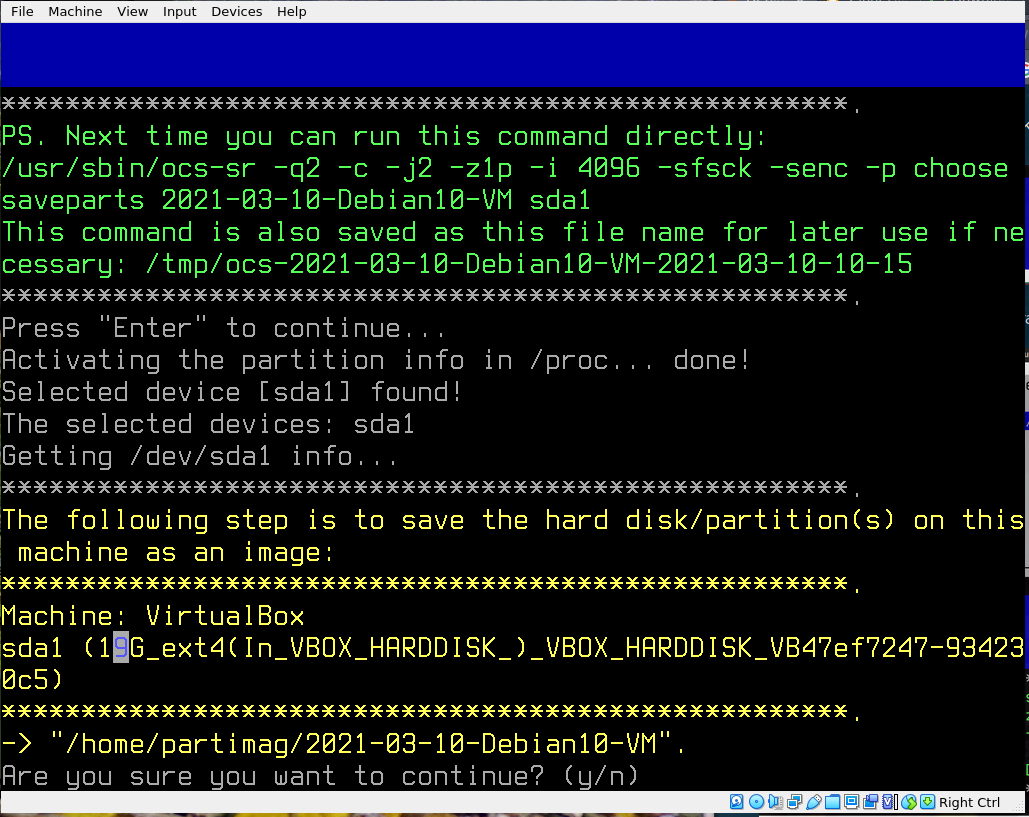 File Machine View Input Devices Help
*****************************************************.
PS. Next time you can run this command directly:
/usr/sbin/ocs-sr -q2 -c -j2 -z1p -i 4096 -sfsck -senc -p choose
saveparts 2021-03-10-Debian10-VM sda1
This command is also saved as this file name for later use if ne
cessary: /tmp/ocs-2021-03-10-Debian10-VM-2021-03-10-10-15
*****************************************************.
Press "Enter" to continue...
Activating the partition info in /proc... done!
Selected device [sda1] found!
The selected devices: sda1
Getting /dev/sda1 info...
*****************************************************.
The following step is to save the hard disk/partition(s) on this
 machine as an image:
*****************************************************.
Machine: VirtualBox
sda1 (19G_ext4(In_VBOX_HARDDISK_)_VBOX_HARDDISK_VB47ef7247-93423
0c5)
*****************************************************.
-> "/home/partimag/2021-03-10-Debian10-VM".
Are you sure you want to continue? (y/n)
Right Ctrl